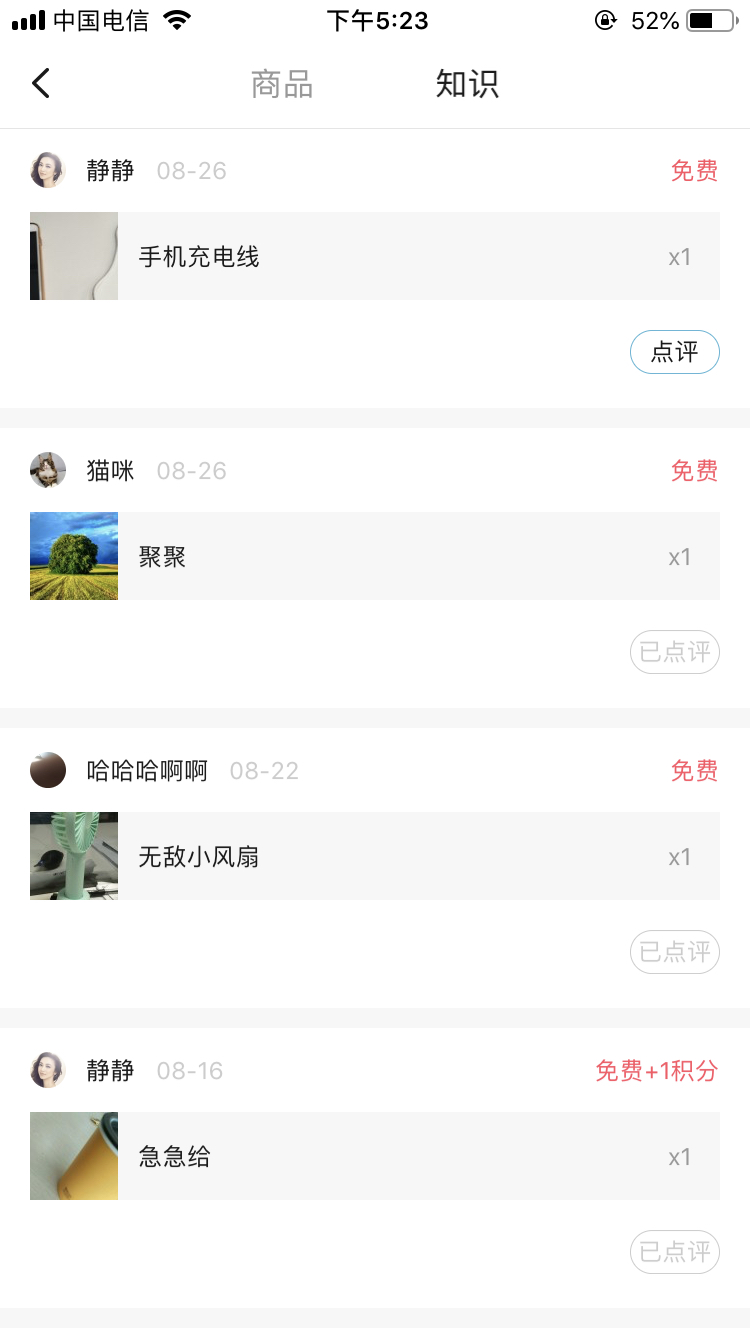 中国电信 下午5:23 52%
商品 知识
静静 08-26 免费
手机充电线 x1
点评
猫咪 08-26 免费
聚聚 x1
已点评
哈哈哈啊啊 08-22 免费
无敌小风扇 x1
已点评
静静 08-16 免费+1积分
急急给 x1
已点评